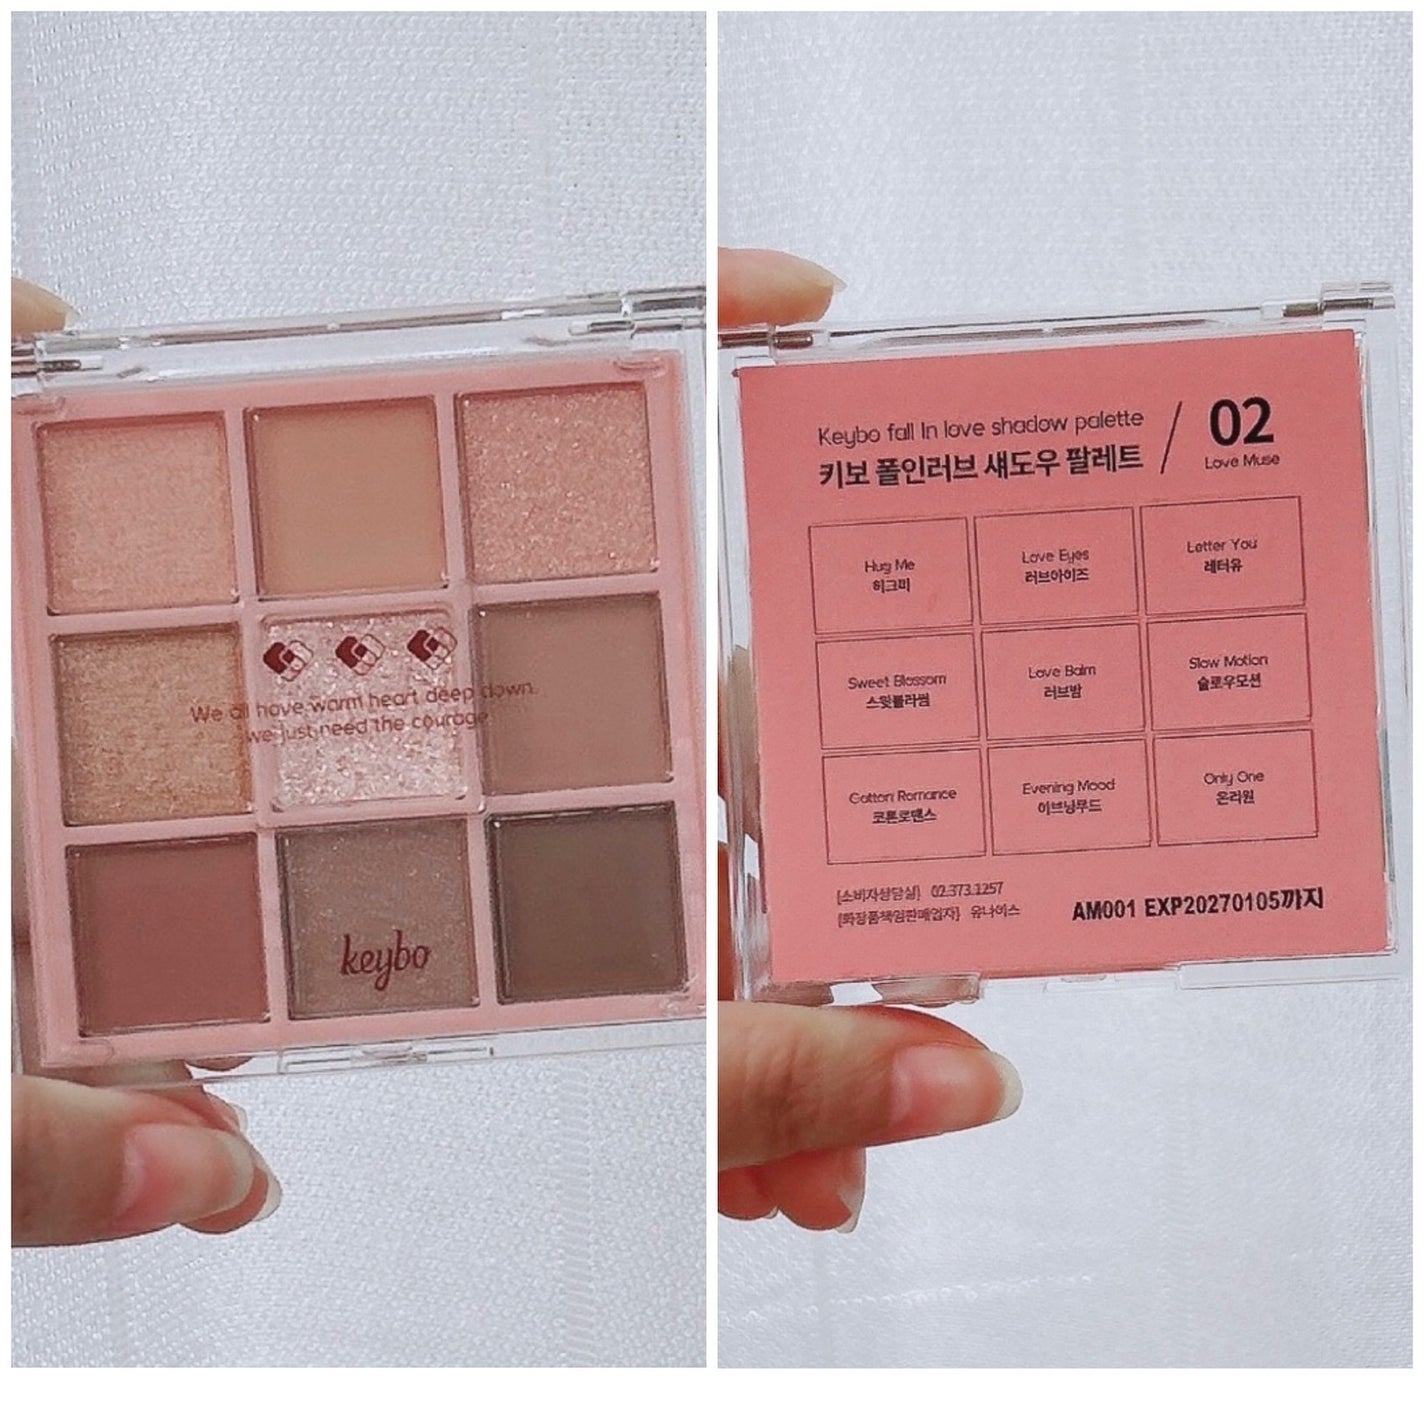 We all have warm heart deep down.
we just need the courage
keybo
Keybo fall In love shadow palette
키보 폴인러브 섀도우 팔레트
02
Love Muse
Hug Me
허그미
Love Eyes
러브아이즈
Letter You
레터유
Sweet Blossom
스윗블라썸
Love Balm
러브밤
Slow Motion
슬로우모션
Cotton Romance
코튼로맨스
Evening Mood
이브닝무드
Only One
온리원
[소비자상담실] 02.373.1257
[화장품책임판매업자] 유나이스
AM001 EXP20270105까지